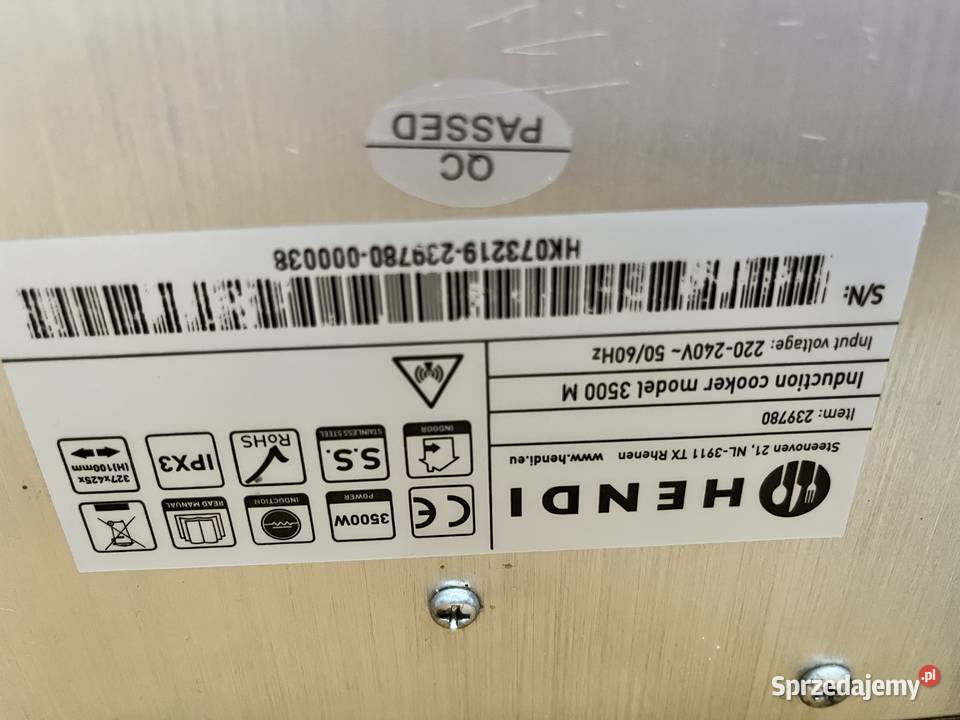 HENDI
Steenoven 21, NL-3911 TX Rhenen www.hendi.eu
Item: 239780
Induction cooker model 3500 M
Input voltage: 220-240V~ 50/60Hz
CE
3500W
POWER
INDUCTION
READ MANUAL
INDOOR
S.S.
STAINLESS STEEL
RoHS
IPX3
327x425x
(H)100mm
S/N:
HK073219-239780-000038
QC
PASSED
Sprzedajemy.pl